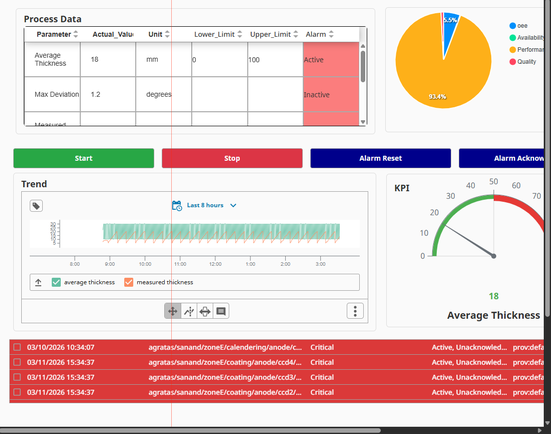 Process Data
Parameter Actual_Value Unit Lower_Limit Upper_Limit Alarm
Average Thickness 18 mm 0 100 Active
Max Deviation 1.2 degrees Inactive
Measured
5.5%
93.4%
oee
Availability
Performan
Quality
Start Stop Alarm Reset Alarm Acknow
Trend
Last 8 hours
8:00 9:00 10:00 11:00 12:00 1:00 2:00 3:00
average thickness measured thickness
KPI
0 10 20 30 40 50 60 70
18
Average Thickness
03/10/2026 10:34:07 agratas/sanand/zoneE/calendering/anode/c... Critical Active, Unacknowled... prov:defa
03/11/2026 15:34:37 agratas/sanand/zoneE/coating/anode/ccd4/... Critical Active, Unacknowled... prov:defa
03/11/2026 15:34:37 agratas/sanand/zoneE/coating/anode/ccd3/... Critical Active, Unacknowled... prov:defa
03/11/2026 15:34:37 agratas/sanand/zoneE/coating/anode/ccd2/... Critical Active, Unacknowled... prov:defa